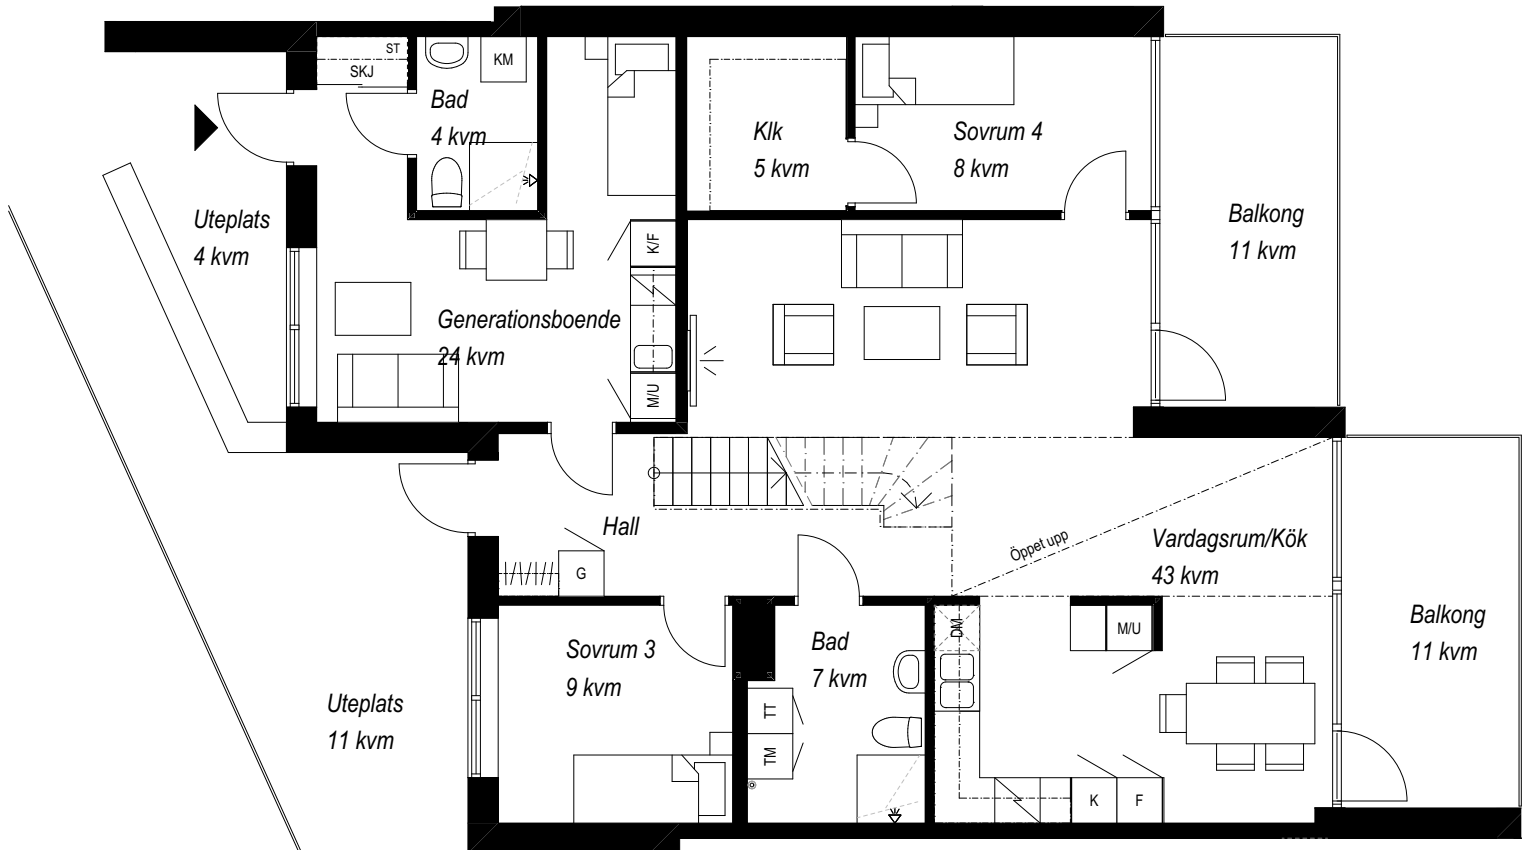 ST
SKJ
KM
Bad
4 kvm
Klk
5 kvm
Sovrum 4
8 kvm
Uteplats
4 kvm
Balkong
11 kvm
K/F
Generationsboende
24 kvm
M/U
Hall
G
Öppet upp
Vardagsrum/Kök
43 kvm
Sovrum 3
9 kvm
Bad
7 kvm
DM
M/U
Balkong
11 kvm
Uteplats
11 kvm
TT
TM
K
F